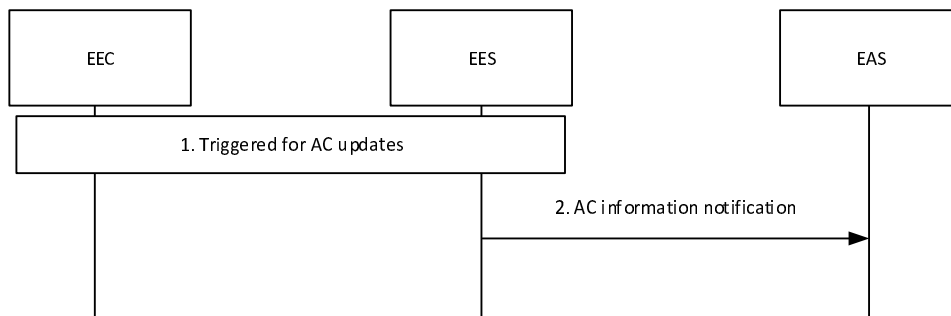 EEC
EES
EAS
1. Triggered for AC updates
2. AC information notification